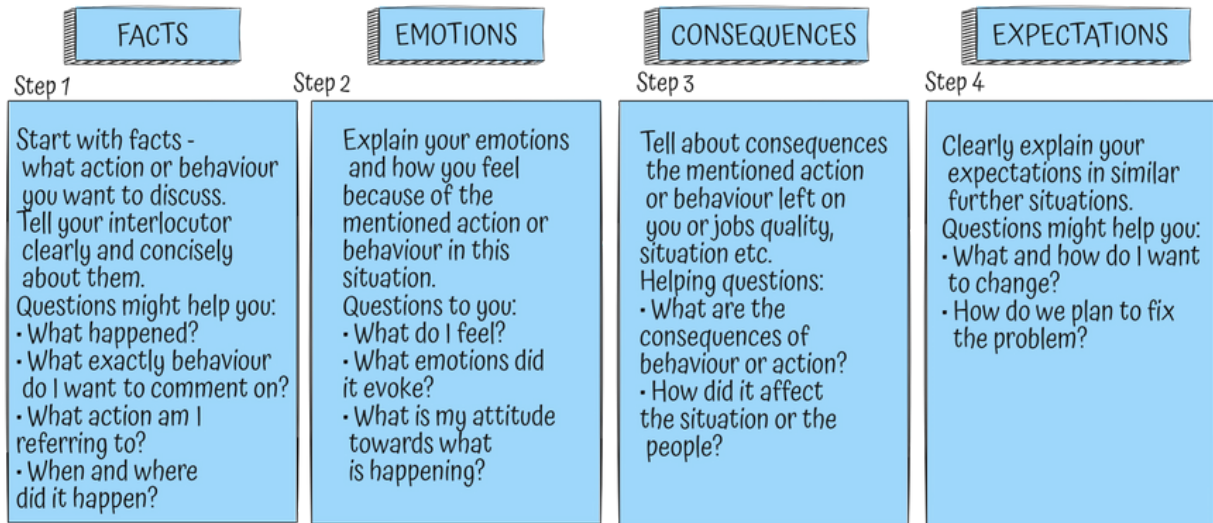 FACTS
Step 1
Start with facts -
what action or behaviour
you want to discuss.
Tell your interlocutor
clearly and concisely
about them.
Questions might help you:
• What happened?
• What exactly behaviour
do I want to comment on?
• What action am I
referring to?
• When and where
did it happen?
EMOTIONS
Step 2
Explain your emotions
and how you feel
because of the
mentioned action or
behaviour in this
situation.
Questions to you:
• What do I feel?
• What emotions did
it evoke?
• What is my attitude
towards what
is happening?
CONSEQUENCES
Step 3
Tell about consequences
the mentioned action
or behaviour left on
you or jobs quality,
situation etc.
Helping questions:
• What are the
consequences of
behaviour or action?
• How did it affect
the situation or the
people?
EXPECTATIONS
Step 4
Clearly explain your
expectations in similar
further situations.
Questions might help you:
• What and how do I want
to change?
• How do we plan to fix
the problem?